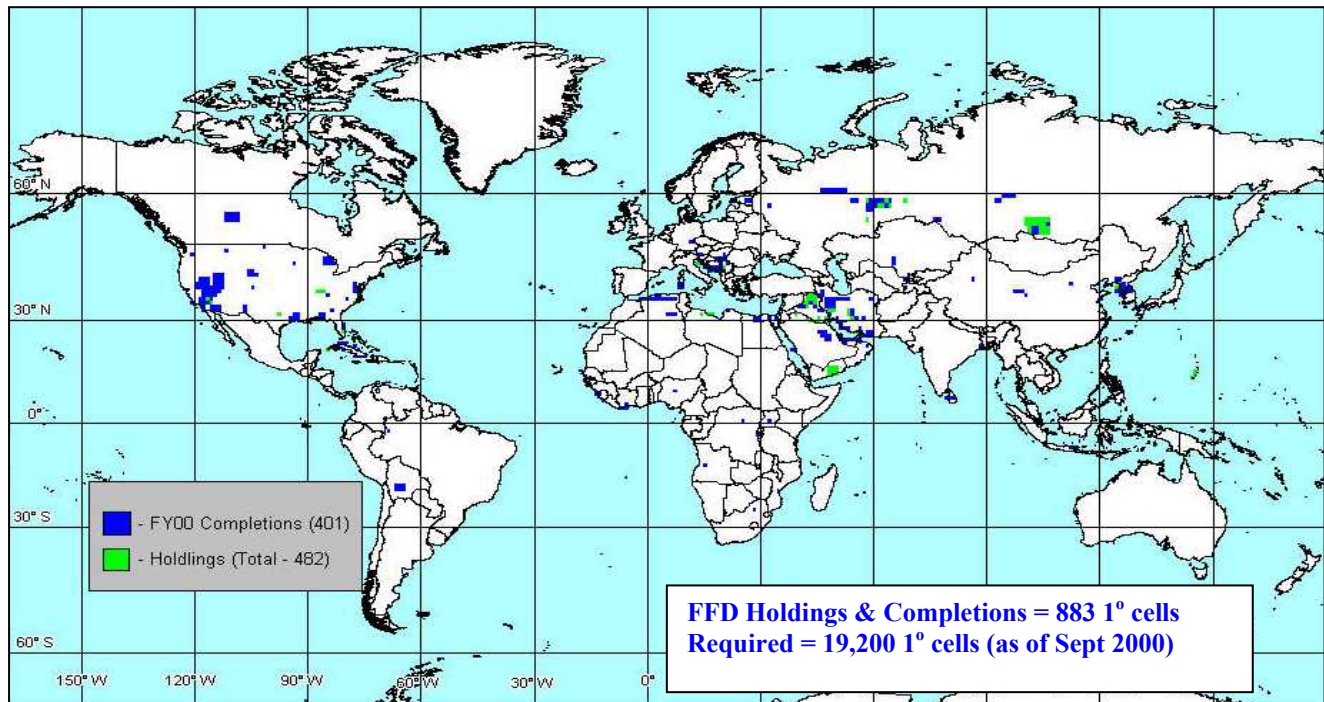 60° N
30° N
0°
30° S
60° S
150° W
120° W
90° W
60° W
30° W
0°
- FY00 Completions (401)
- Holdlings (Total - 482)
FFD Holdings & Completions = 883 1° cells
Required = 19,200 1° cells (as of Sept 2000)